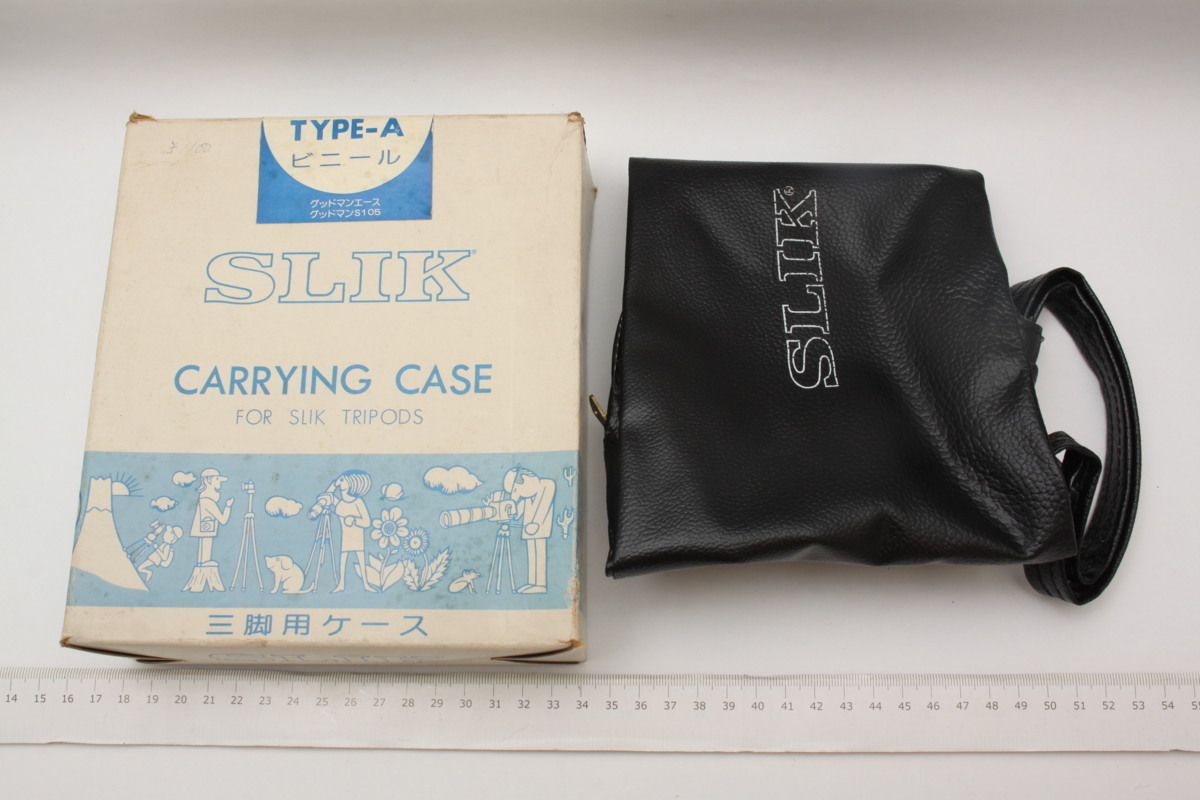 TYPE-A
ビニール
グッドマンエース
グッドマンS105
SLIK
CARRYING CASE
FOR SLIK TRIPODS
三脚用ケース
SLIK
14 15 16 17 18 19 20 21 22 23 24 25 26 27 28 29 30 31 32 33 34 35 36 37 38 39 40 41 42 43 44 45 46 47 48 49 50 51 52 53 54 55